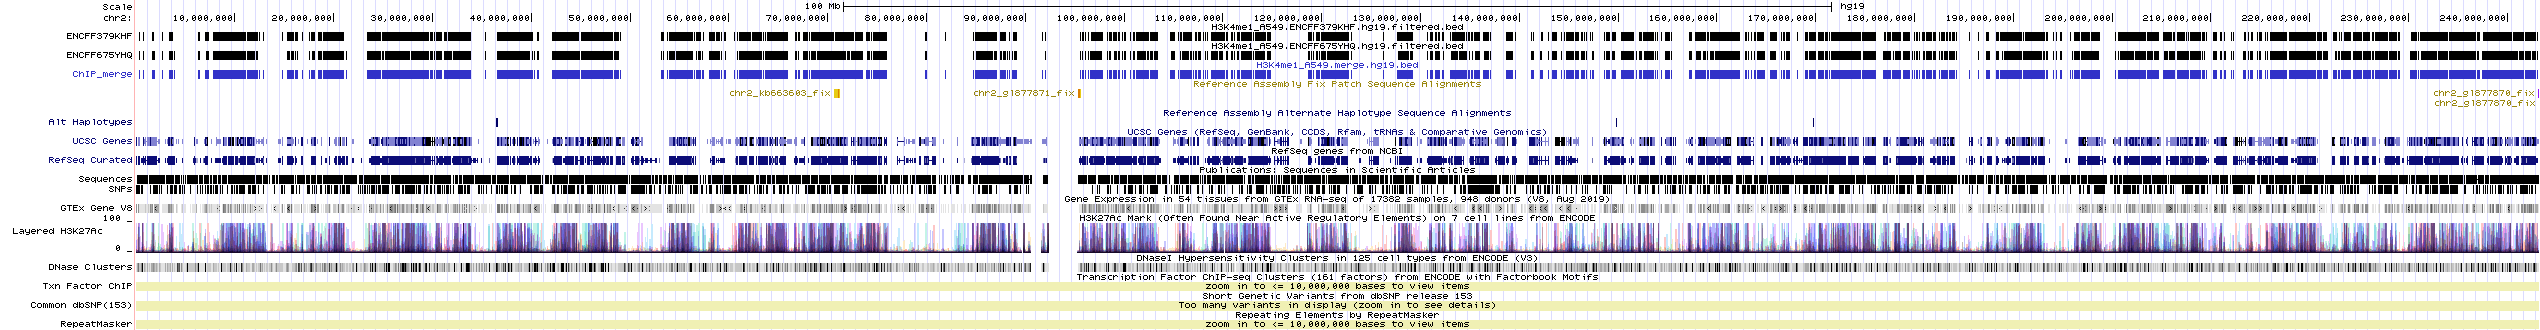 Scale 100 Mb hg19
chr2: 10,000,000 20,000,000 30,000,000 40,000,000 50,000,000 60,000,000 70,000,000 80,000,000 90,000,000 100,000,000 110,000,000 120,000,000 130,000,000 140,000,000 150,000,000 160,000,000 170,000,000 180,000,000 190,000,000 200,000,000 210,000,000 220,000,000 230,000,000 240,000,000
H3K4me1_A549.ENCFF379KHF.hg19.filtered.bed
ENCFF379KHF
H3K4me1_A549.ENCFF675YHQ.hg19.filtered.bed
ENCFF675YHQ
H3K4me1_A549.merge.hg19.bed
ChIP_merge
Reference Assembly Fix Patch Sequence Alignments
chr2_kb663603_fix chr2_gl877871_fix chr2_gl877870_fix
chr2_gl877870_fix
Reference Assembly Alternate Haplotype Sequence Alignments
Alt Haplotypes
UCSC Genes (RefSeq, GenBank, CCDS, Rfam, tRNAs & Comparative Genomics)
UCSC Genes
RefSeq genes from NCBI
RefSeq Curated
Publications: Sequences in Scientific Articles
Sequences
SNPs
Gene Expression in 54 tissues from GTEx RNA-seq of 17382 samples, 948 donors (V8, Aug 2019)
GTEx Gene V8
H3K27Ac Mark (Often Found Near Active Regulatory Elements) on 7 cell lines from ENCODE
100 _
Layered H3K27Ac
0 _
DNaseI Hypersensitivity Clusters in 125 cell types from ENCODE (V3)
DNase Clusters
Transcription Factor ChIP-seq Clusters (161 factors) from ENCODE with Factorbook Motifs
Txn Factor ChIP zoom in to <= 10,000,000 bases to view items
Short Genetic Variants from dbSNP release 153
Common dbSNP(153) Too many variants in display (zoom in to see details)
Repeating Elements by RepeatMasker
RepeatMasker zoom in to <= 10,000,000 bases to view items